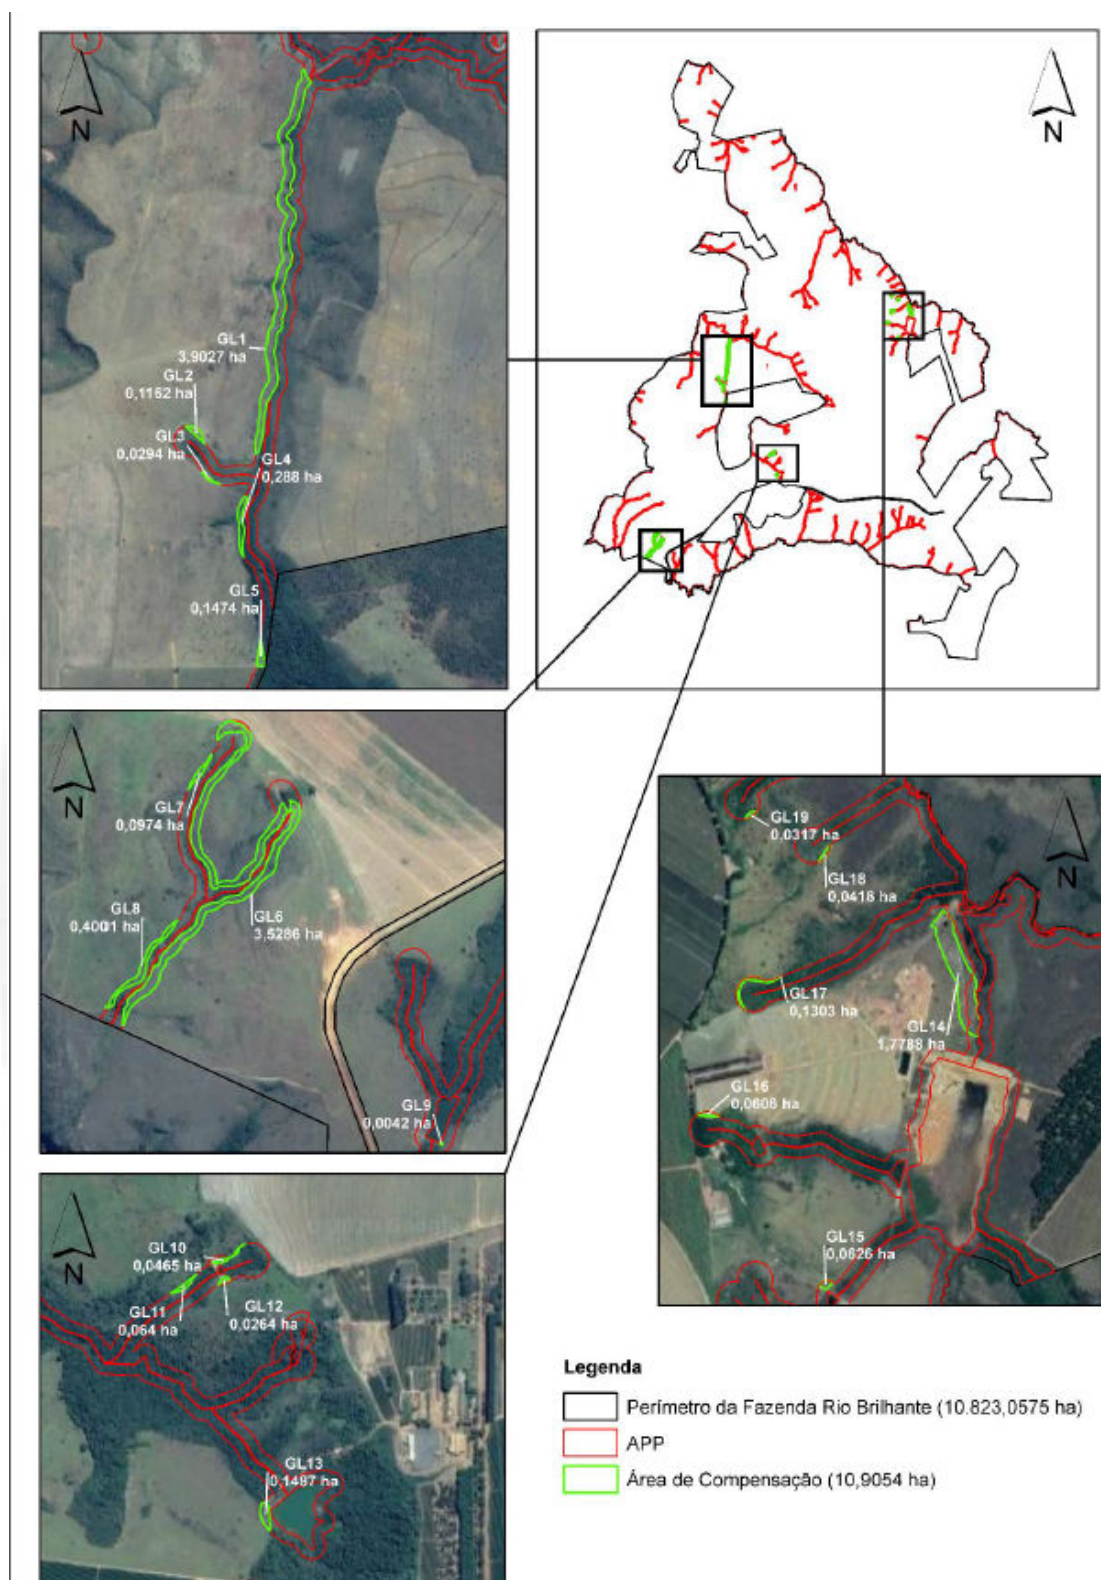 N
N
GL1
3,9027 ha
GL2
0,1162 ha
GL3
0,0294 ha
GL4
0,288 ha
GL5
0,1474 ha
N
GL7
0,0974 ha
GL8
0,4001 ha
GL6
3,5286 ha
GL9
0,0042 ha
N
GL19
0,0317 ha
GL18
0,0418 ha
GL17
0,1303 ha
GL14
1,7788 ha
GL16
0,0608 ha
GL15
0,0626 ha
N
GL10
0,0465 ha
GL11
0,064 ha
GL12
0,0264 ha
GL13
0,1487 ha
Legenda
Perímetro da Fazenda Rio Brilhante (10.823,0575 ha)
APP
Área de Compensação (10,9054 ha)